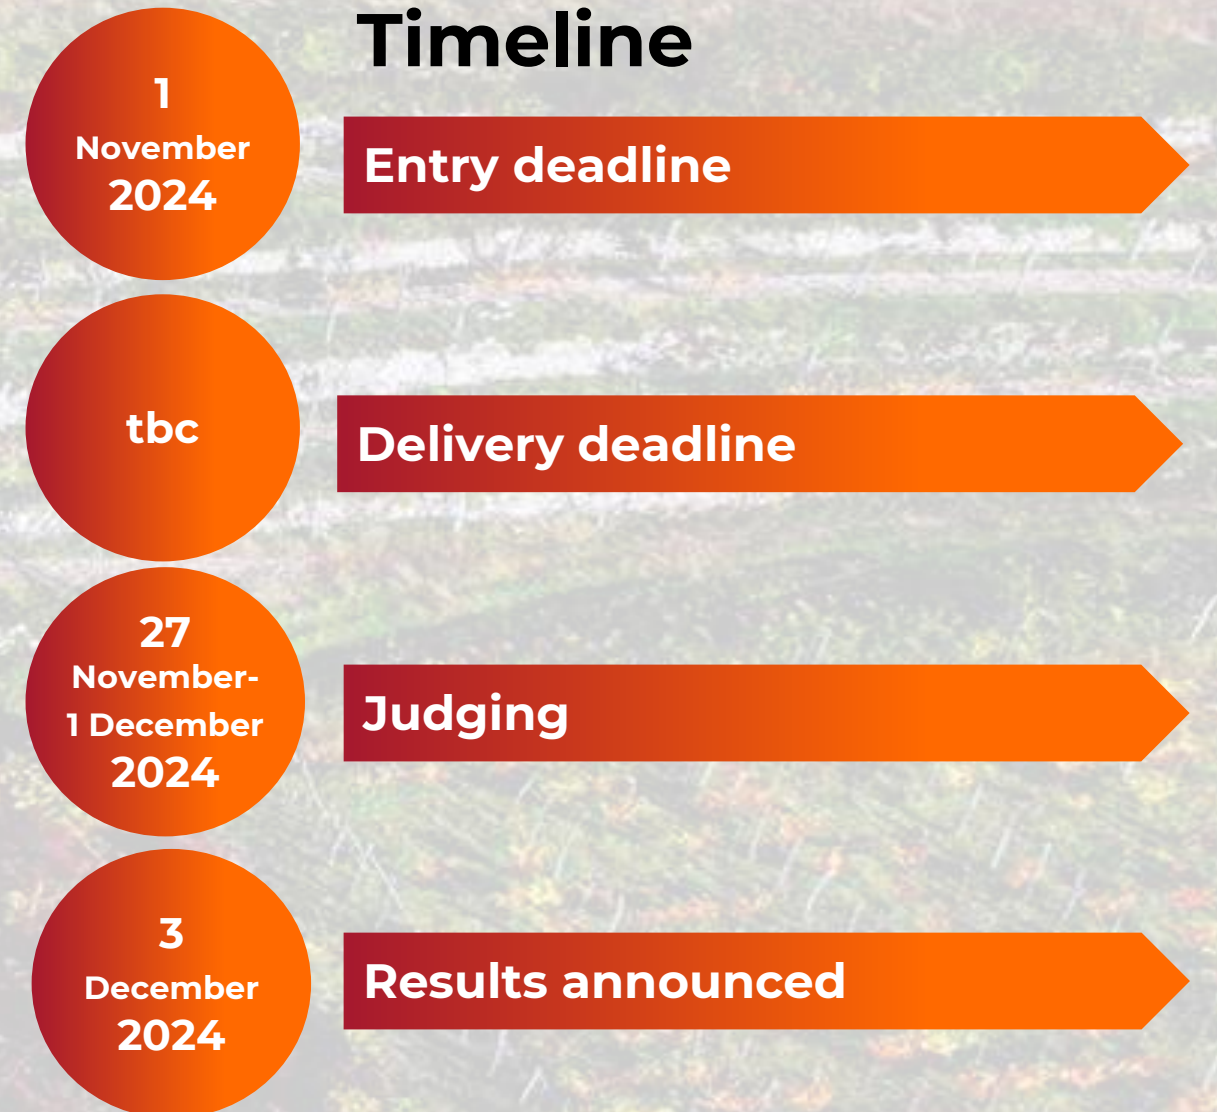 Timeline
1
November
2024
Entry deadline
tbc
Delivery deadline
27
November-
1 December
2024
Judging
3
December
2024
Results announced